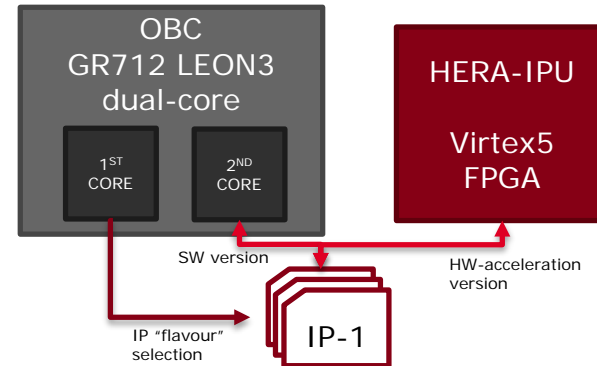 OBC
GR712 LEON3
dual-core
1ST
CORE
2ND
CORE
HERA-IPU
Virtex5
FPGA
SW version
HW-acceleration
version
IP “flavour”
selection
IP-1